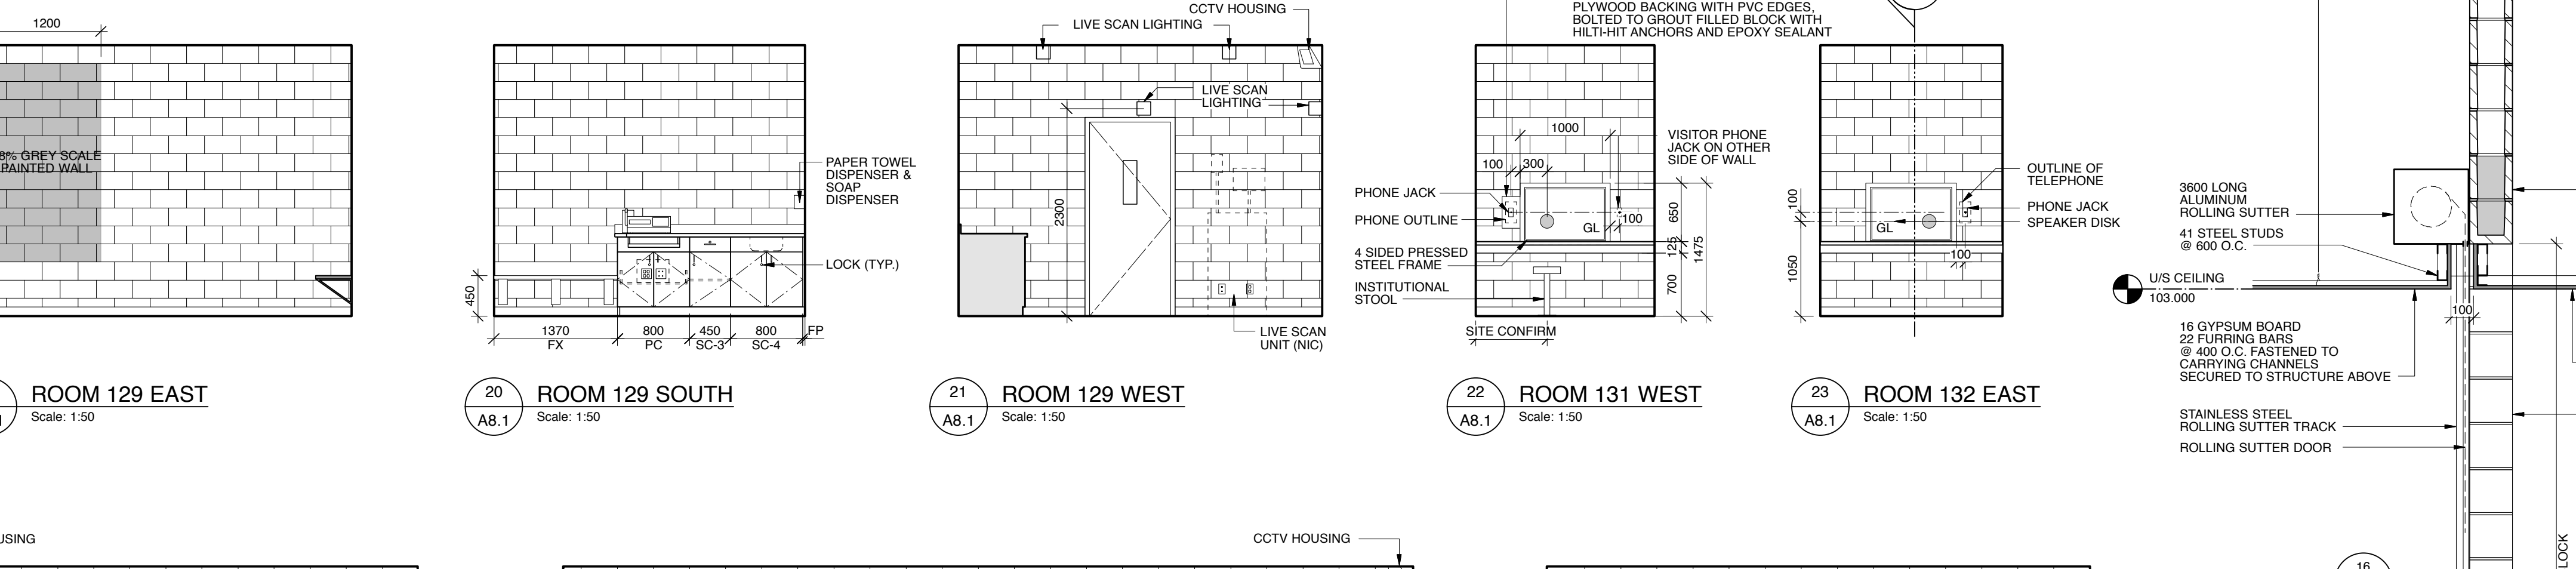 1200
8% GREY SCALE
PAINTED WALL
ROOM 129 EAST
Scale: 1:50
PAPER TOWEL
DISPENSER &
SOAP
DISPENSER
LOCK (TYP.)
450
1370
800
450
800
FP
FX
PC
SC-3
SC-4
20
A8.1
ROOM 129 SOUTH
Scale: 1:50
CCTV HOUSING
LIVE SCAN LIGHTING
LIVE SCAN
LIGHTING
2300
LIVE SCAN
UNIT (NIC)
21
A8.1
ROOM 129 WEST
Scale: 1:50
PLYWOOD BACKING WITH PVC EDGES,
BOLTED TO GROUT FILLED BLOCK WITH
HILTI-HIT ANCHORS AND EPOXY SEALANT
1000
VISITOR PHONE
JACK ON OTHER
SIDE OF WALL
100
300
PHONE JACK
PHONE OUTLINE
100
GL
650
125
1475
700
4 SIDED PRESSED
STEEL FRAME
INSTITUTIONAL
STOOL
SITE CONFIRM
22
A8.1
ROOM 131 WEST
Scale: 1:50
OUTLINE OF
TELEPHONE
PHONE JACK
SPEAKER DISK
100
GL
100
1050
23
A8.1
ROOM 132 EAST
Scale: 1:50
3600 LONG
ALUMINUM
ROLLING SUTTER
41 STEEL STUDS
@ 600 O.C.
U/S CEILING
103.000
100
16 GYPSUM BOARD
22 FURRING BARS
@ 400 O.C. FASTENED TO
CARRYING CHANNELS
SECURED TO STRUCTURE ABOVE
STAINLESS STEEL
ROLLING SUTTER TRACK
ROLLING SUTTER DOOR
USING
CCTV HOUSING
16
LOCK